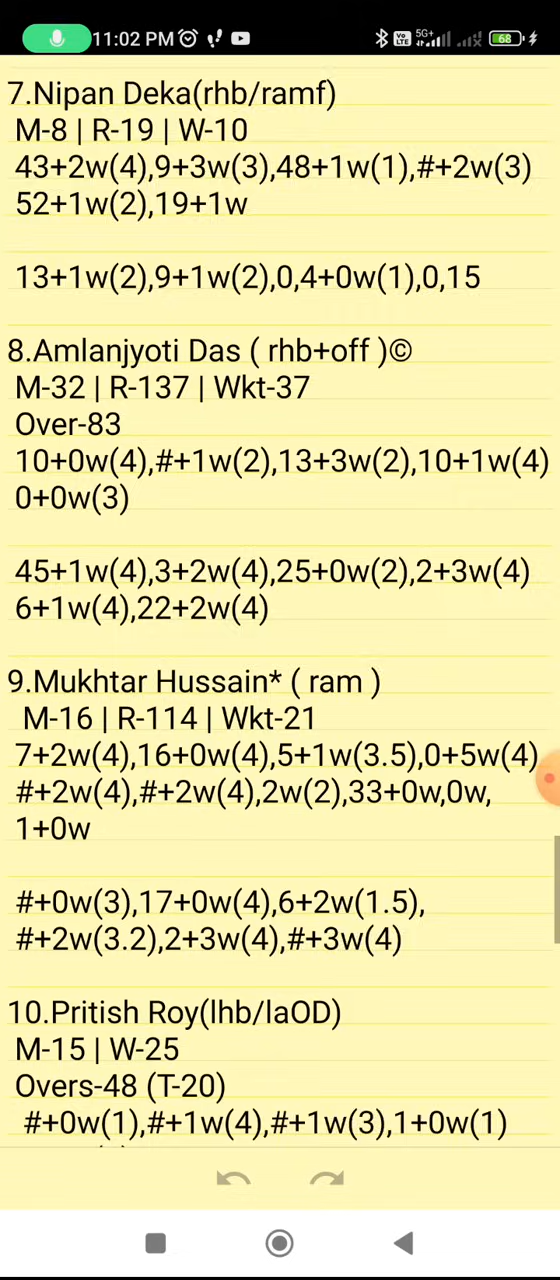 11:02 PM
5G+
Vo
LTE
68
7.Nipan Deka(rhb/ramf)
M-8 | R-19 | W-10
43+2w(4),9+3w(3),48+1w(1),#+2w(3)
52+1w(2),19+1w
13+1w(2),9+1w(2),0,4+0w(1),0,15
8.Amlanjyoti Das ( rhb+off )©
M-32 | R-137 | Wkt-37
Over-83
10+0w(4),#+1w(2),13+3w(2),10+1w(4)
0+0w(3)
45+1w(4),3+2w(4),25+0w(2),2+3w(4)
6+1w(4),22+2w(4)
9.Mukhtar Hussain* ( ram )
M-16 | R-114 | Wkt-21
7+2w(4),16+0w(4),5+1w(3.5),0+5w(4)
#+2w(4),#+2w(4),2w(2),33+0w,0w,
1+0w
#+0w(3),17+0w(4),6+2w(1.5),
#+2w(3.2),2+3w(4),#+3w(4)
10.Pritish Roy(lhb/laOD)
M-15 | W-25
Overs-48 (T-20)
#+0w(1),#+1w(4),#+1w(3),1+0w(1)